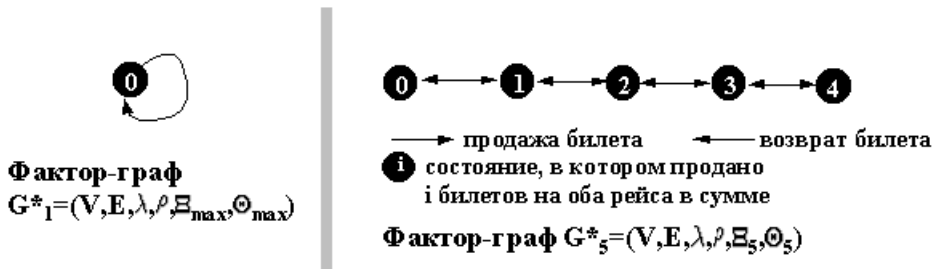 0
Фактор-граф
G*₁=(V,E,λ,ρ,Ξmax,Θmax)
0 1 2 3 4
продажа билета возврат билета
i состояние, в котором продано
i билетов на оба рейса в сумме
Фактор-граф G*₅=(V,E,λ,ρ,Ξ₅,Θ₅)